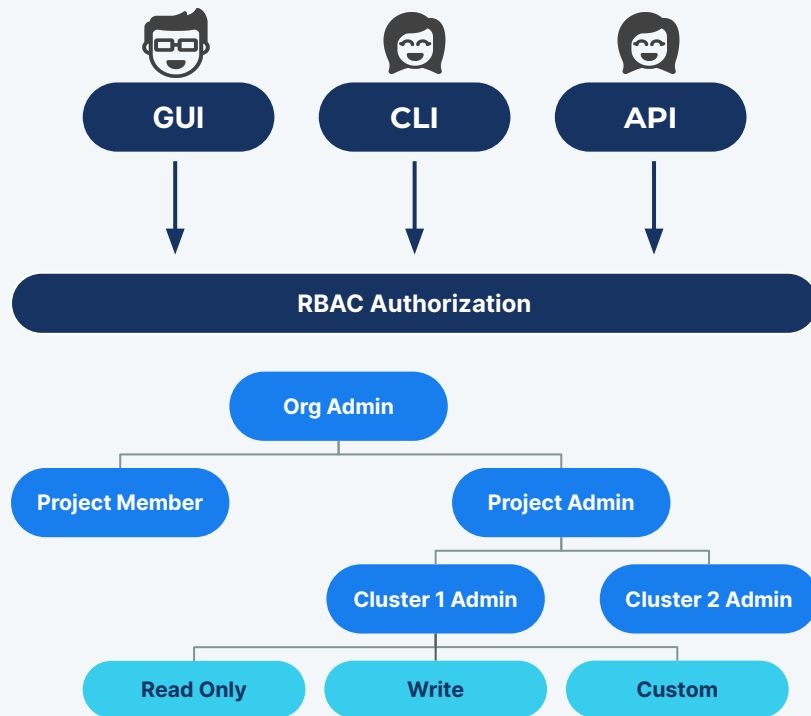 GUI
CLI
API
RBAC Authorization
Org Admin
Project Member
Project Admin
Cluster 1 Admin
Cluster 2 Admin
Read Only
Write
Custom